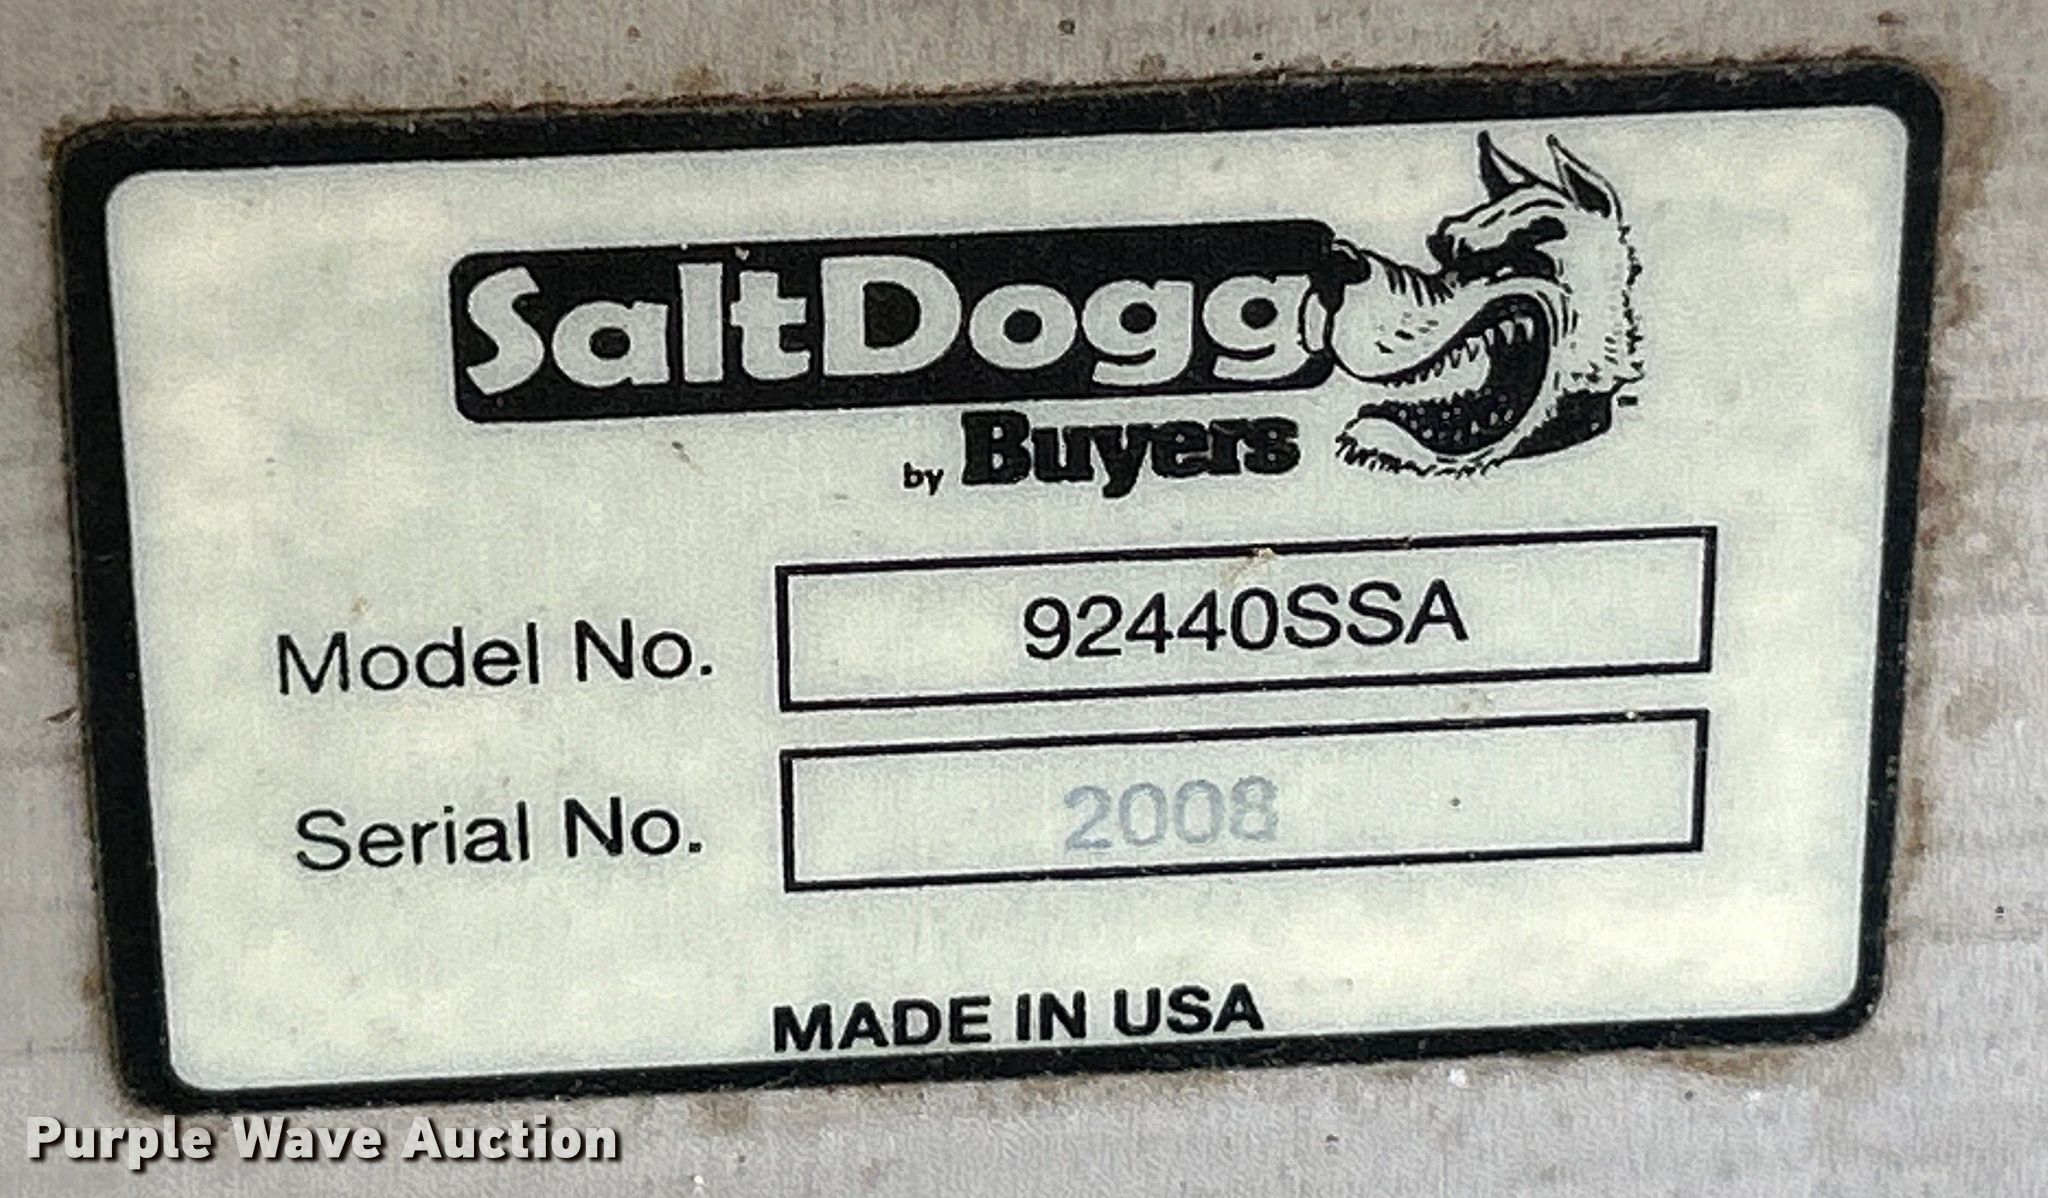 SaltDogg
by Buyers
Model No. 92440SSA
Serial No. 2008
MADE IN USA
Purple Wave Auction